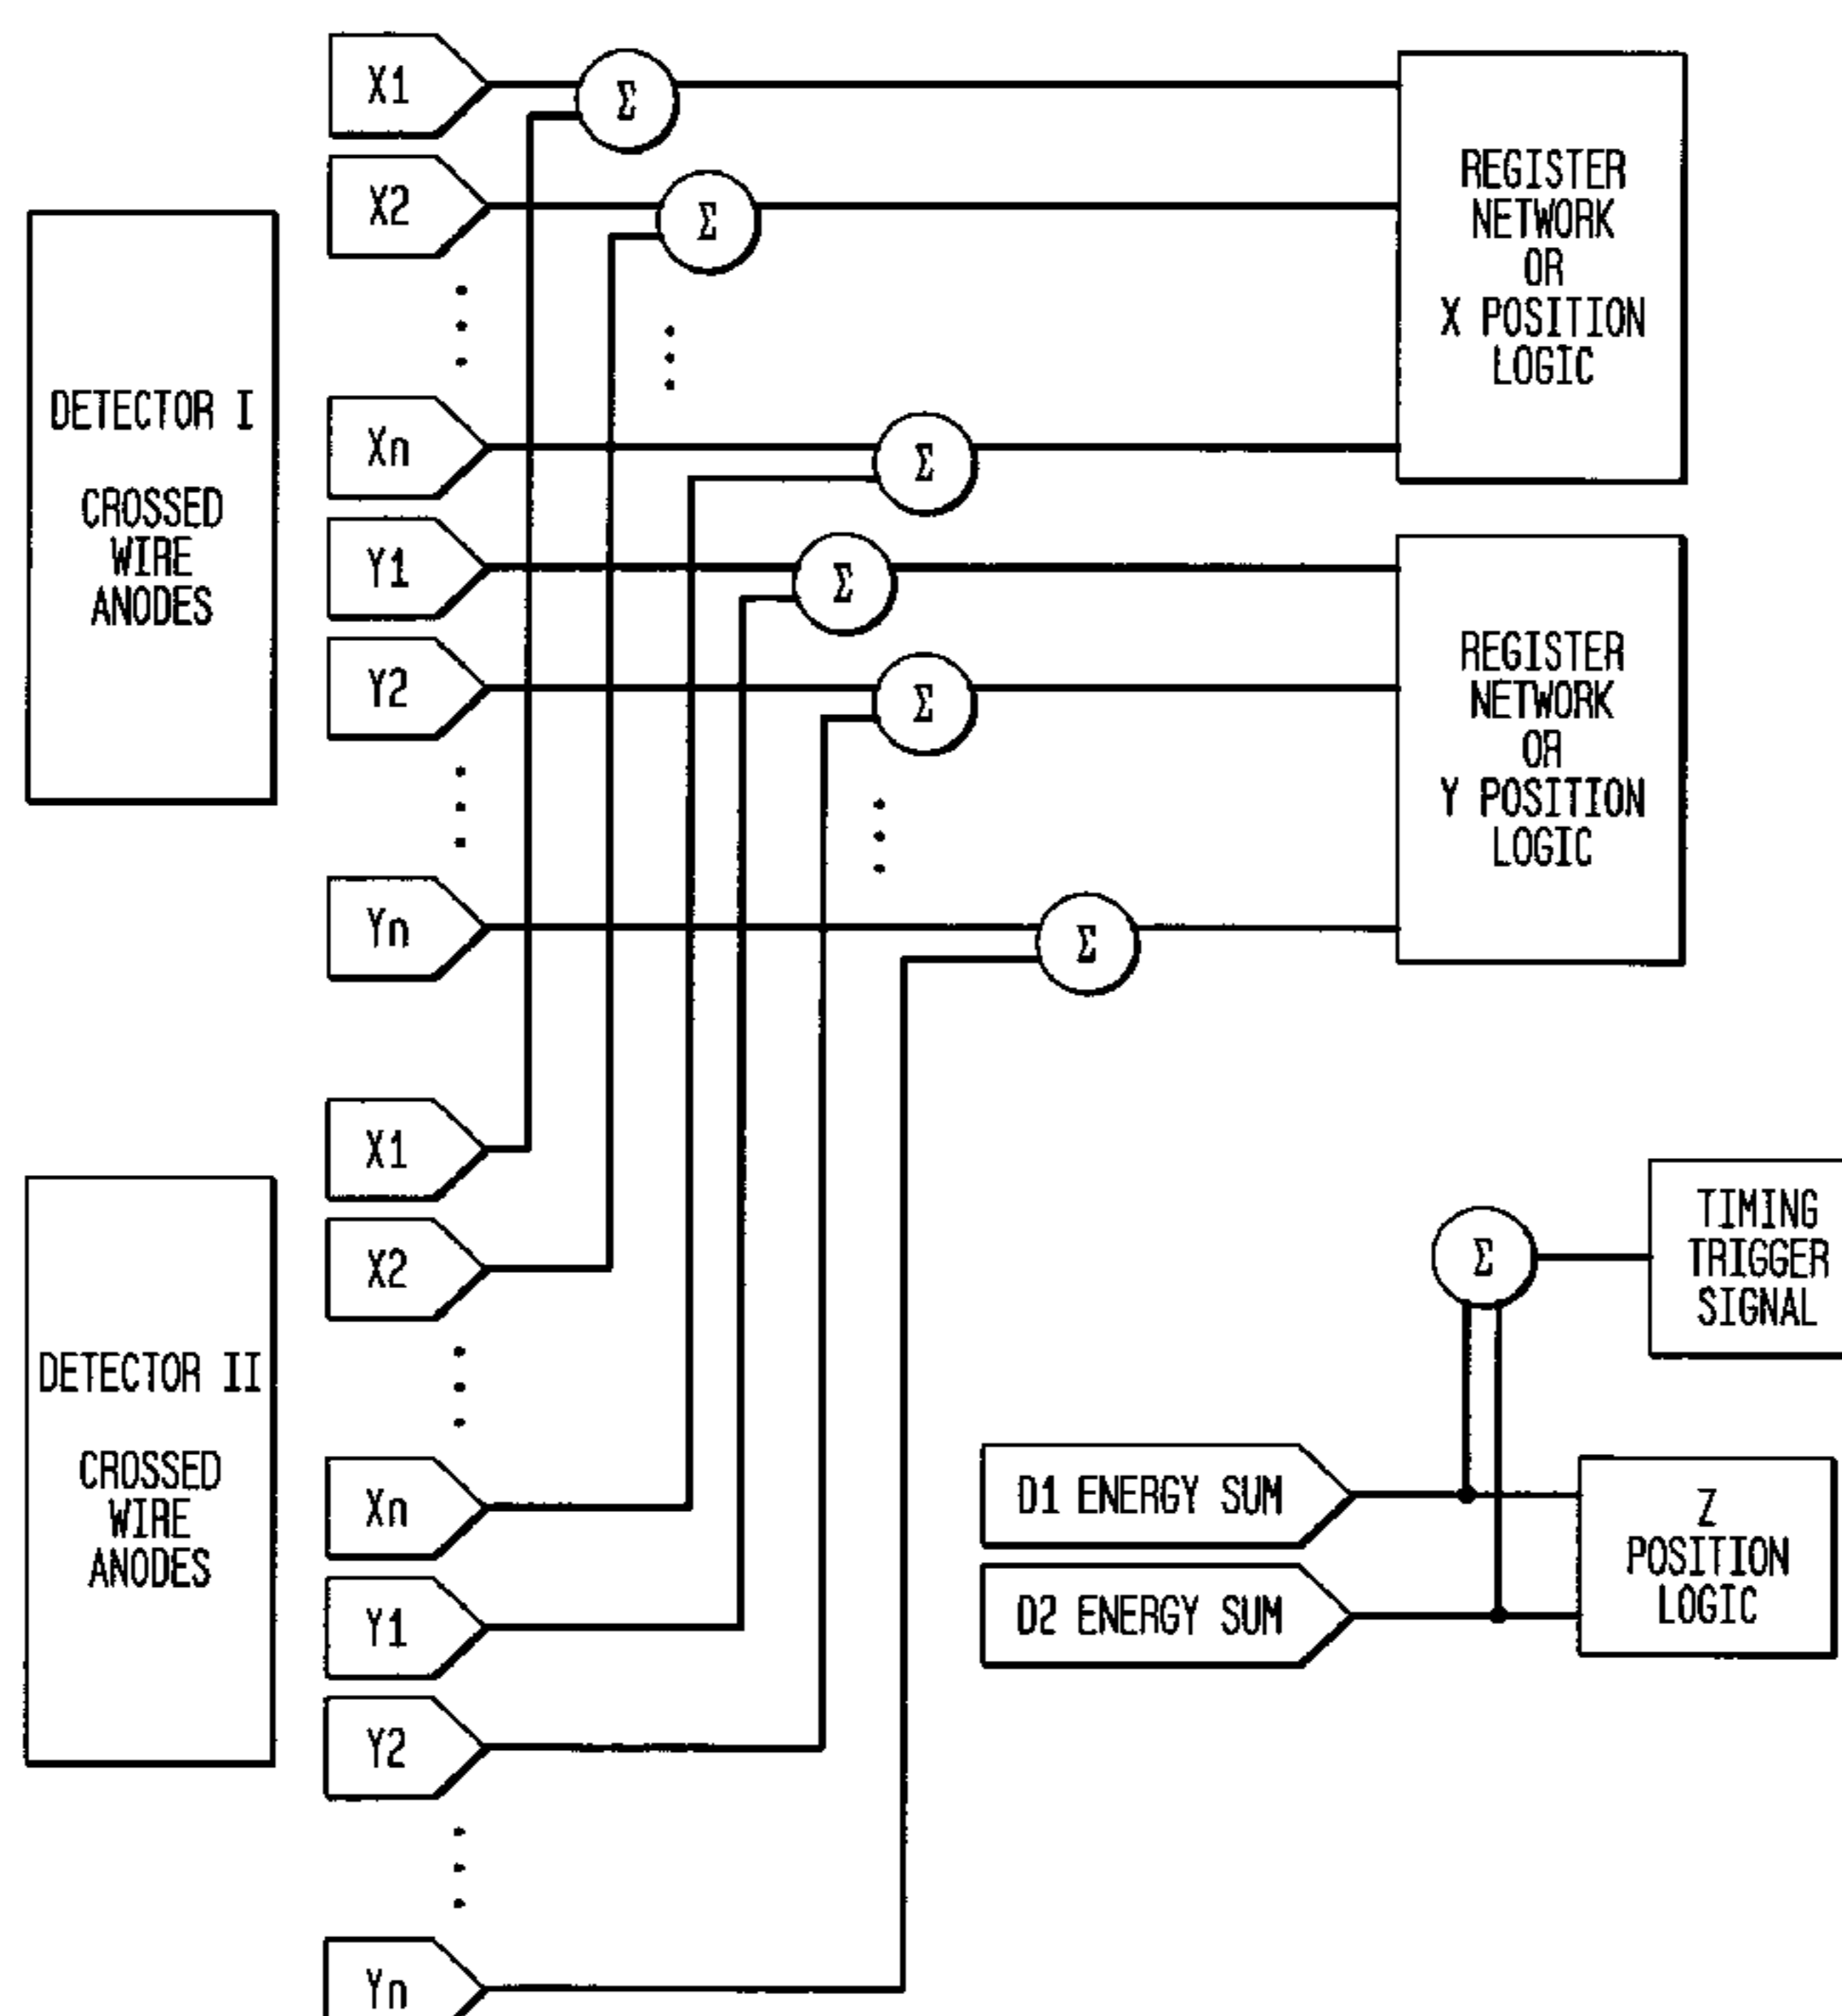 X1
Σ
X2
Σ
REGISTER
NETWORK
OR
X POSITION
LOGIC
DETECTOR I
CROSSED
WIRE
ANODES
Xn
Σ
Y1
Σ
Y2
Σ
REGISTER
NETWORK
OR
Y POSITION
LOGIC
Yn
Σ
X1
X2
DETECTOR II
CROSSED
WIRE
ANODES
Xn
Y1
Y2
Yn
Σ
TIMING
TRIGGER
SIGNAL
D1 ENERGY SUM
D2 ENERGY SUM
Z
POSITION
LOGIC